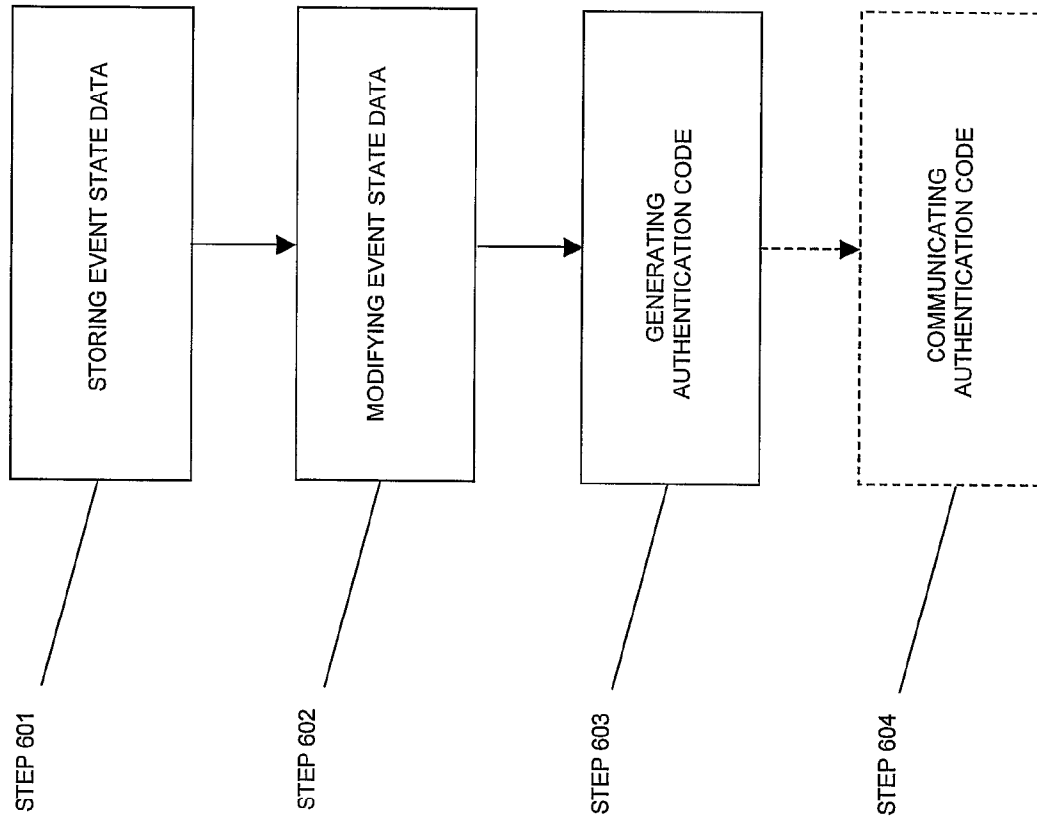 STEP 601
STORING EVENT STATE DATA
STEP 602
MODIFYING EVENT STATE DATA
STEP 603
GENERATING
AUTHENTICATION CODE
STEP 604
COMMUNICATING
AUTHENTICATION CODE